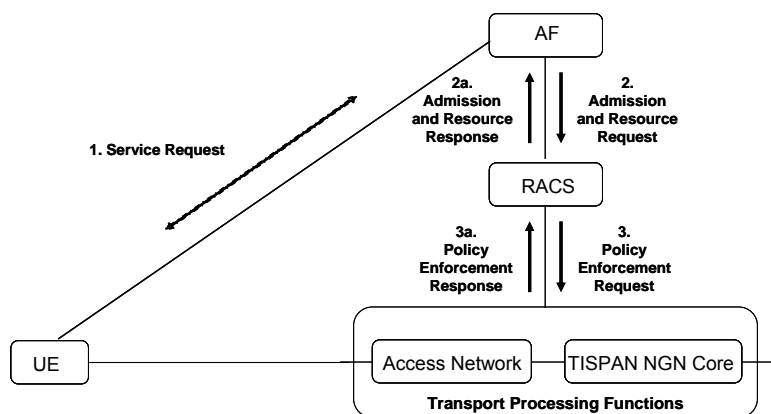 AF
2a.
Admission
and Resource
Response
2.
Admission
and Resource
Request
1. Service Request
RACS
3a.
Policy
Enforcement
Response
3.
Policy
Enforcement
Request
UE
Access Network
TISPAN NGN Core
Transport Processing Functions